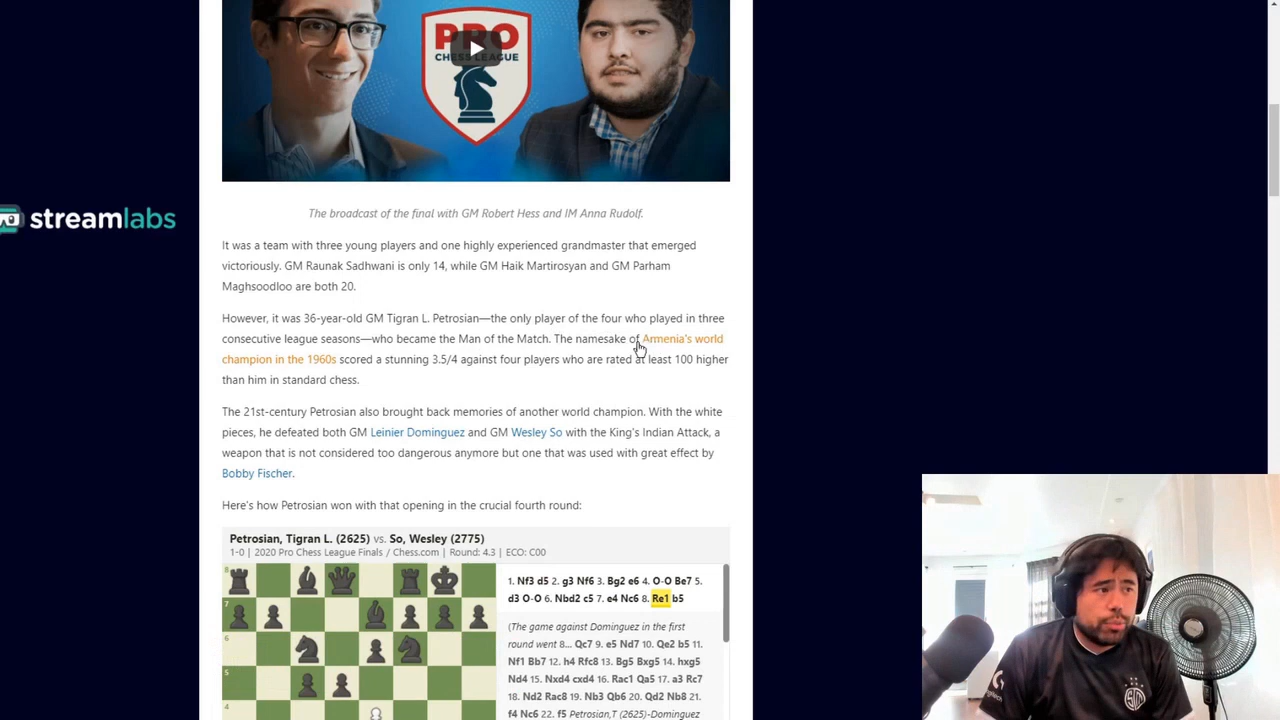 PRO
CHESS LEAGUE
streamlabs
The broadcast of the final with GM Robert Hess and IM Anna Rudolf.
It was a team with three young players and one highly experienced grandmaster that emerged
victoriously. GM Raunak Sadhwani is only 14, while GM Haik Martirosyan and GM Parham
Maghsoodloo are both 20.
However, it was 36-year-old GM Tigran L. Petrosian—the only player of the four who played in three
consecutive league seasons—who became the Man of the Match. The namesake of Armenia's world
champion in the 1960s scored a stunning 3.5/4 against four players who are rated at least 100 higher
than him in standard chess.
The 21st-century Petrosian also brought back memories of another world champion. With the white
pieces, he defeated both GM Leinier Dominguez and GM Wesley So with the King's Indian Attack, a
weapon that is not considered too dangerous anymore but one that was used with great effect by
Bobby Fischer.
Here's how Petrosian won with that opening in the crucial fourth round:
Petrosian, Tigran L. (2625) vs. So, Wesley (2775)
1-0 | 2020 Pro Chess League Finals / Chess.com | Round: 4.3 | ECO: C00
8
7
6
5
4
1. Nf3 d5 2. g3 Nf6 3. Bg2 e6 4. O-O Be7 5.
d3 O-O 6. Nbd2 c5 7. e4 Nc6 8. Re1 b5
(The game against Dominguez in the first
round went 8... Qc7 9. e5 Nd7 10. Qe2 b5 11.
Nf1 Bb7 12. h4 Rfc8 13. Bg5 Bxg5 14. hxg5
Nd4 15. Nxd4 cxd4 16. Rac1 Qa5 17. a3 Rc7
18. Nd2 Rac8 19. Nb3 Qb6 20. Qd2 Nb8 21.
f4 Nc6 22. f5 Petrosian,T (2625)-Dominguez
TSM